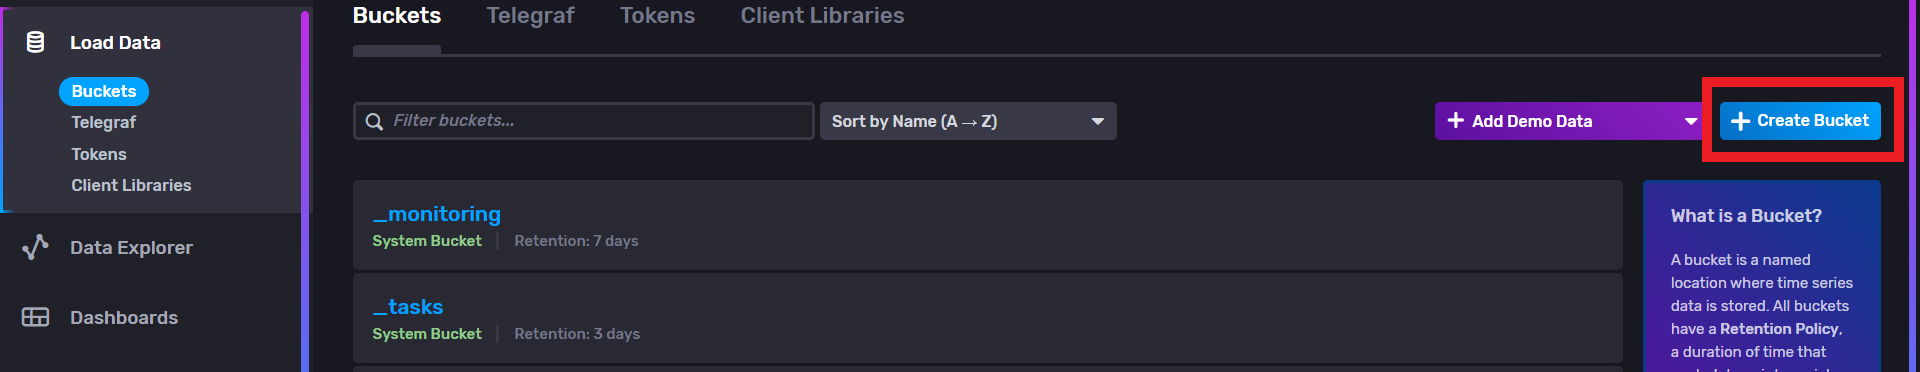 Load Data
Buckets
Telegraf
Tokens
Client Libraries
Data Explorer
Dashboards
Buckets Telegraf Tokens Client Libraries
Filter buckets...
Sort by Name (A → Z)
+ Add Demo Data
+ Create Bucket
_monitoring
System Bucket | Retention: 7 days
_tasks
System Bucket | Retention: 3 days
What is a Bucket?
A bucket is a named
location where time series
data is stored. All buckets
have a Retention Policy,
a duration of time that